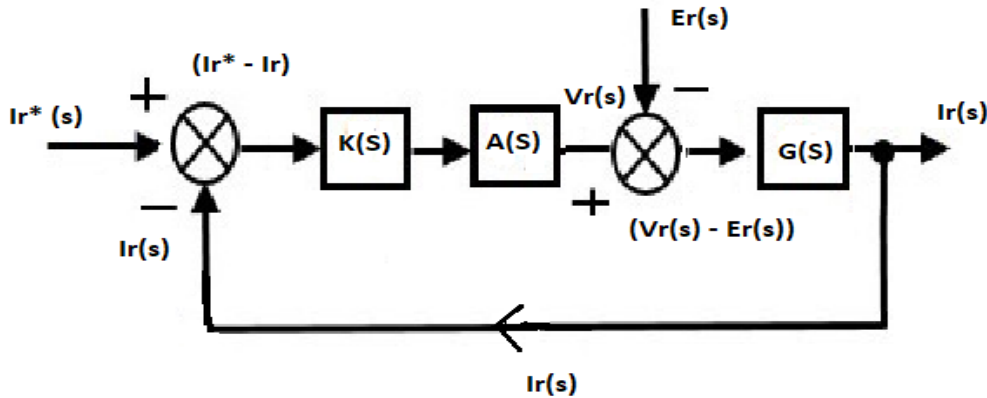 Er(s)
(Ir* - Ir)
+
Vr(s)
−
Ir* (s)
Ir(s)
K(S)
A(S)
G(S)
−
+
(Vr(s) - Er(s))
Ir(s)
Ir(s)